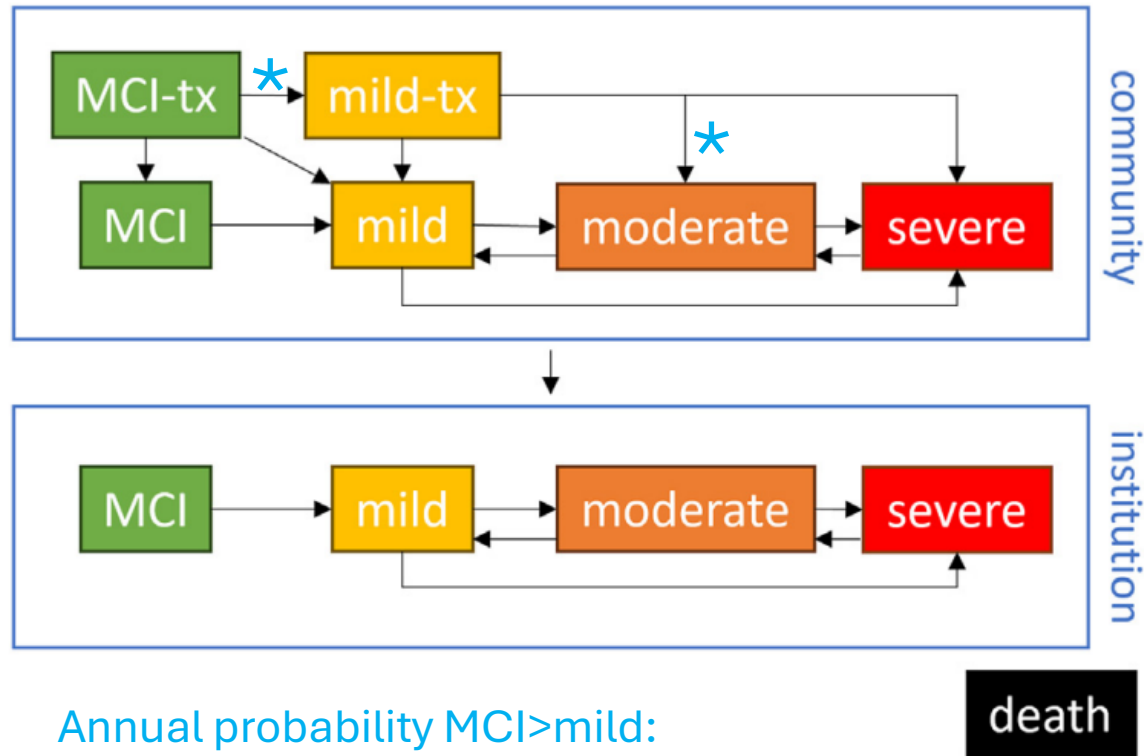 MCI-tx
*
mild-tx
*
MCI
mild
moderate
severe
community
MCI
mild
moderate
severe
institution
Annual probability MCI>mild:
death